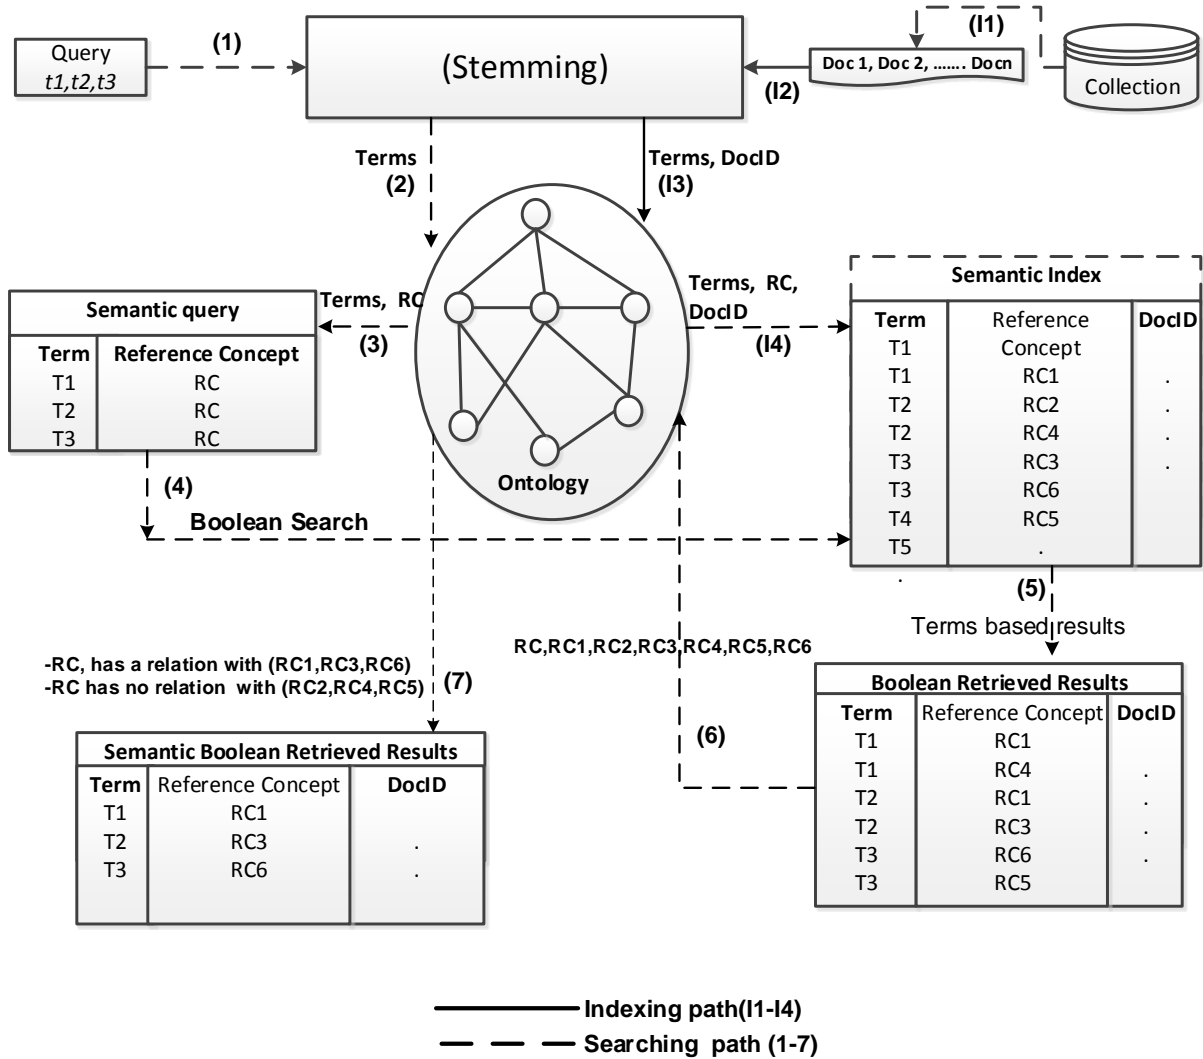 Query
t1,t2,t3
(1)
(Stemming)
(I1)
Doc 1, Doc 2, ....... Docn
(I2)
Collection
Terms
(2)
Terms, DocID
(I3)
Ontology
Terms, RC
(3)
Terms, RC,
DocID
(I4)
Semantic query
Term Reference Concept
T1 RC
T2 RC
T3 RC
Semantic Index
Term Reference DocID
T1 Concept
T1 RC1 .
T2 RC2 .
T2 RC4 .
T3 RC3 .
T3 RC6
T4 RC5
T5 .
.
(4)
Boolean Search
(5)
Terms based results
RC,RC1,RC2,RC3,RC4,RC5,RC6
(6)
Boolean Retrieved Results
Term Reference Concept DocID
T1 RC1
T1 RC4 .
T2 RC1 .
T2 RC3 .
T3 RC6 .
T3 RC5
-RC, has a relation with (RC1,RC3,RC6)
-RC has no relation with (RC2,RC4,RC5)
(7)
Semantic Boolean Retrieved Results
Term Reference Concept DocID
T1 RC1
T2 RC3 .
T3 RC6 .
Indexing path(I1-I4)
Searching path (1-7)